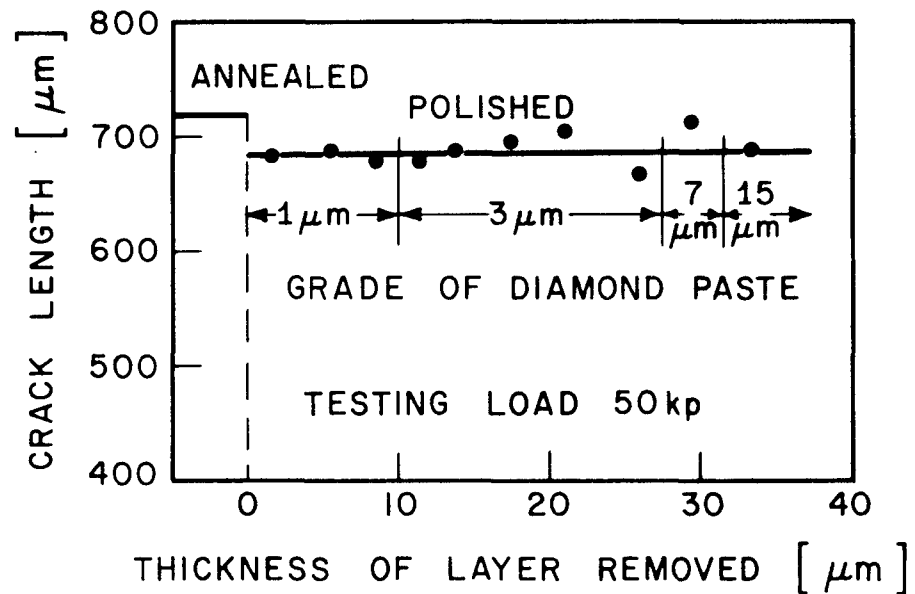 CRACK LENGTH [μm]
800
700
600
500
400
ANNEALED
POLISHED
1 μm
3 μm
7 μm
15 μm
GRADE OF DIAMOND PASTE
TESTING LOAD 50 kp
0 10 20 30 40
THICKNESS OF LAYER REMOVED [μm]